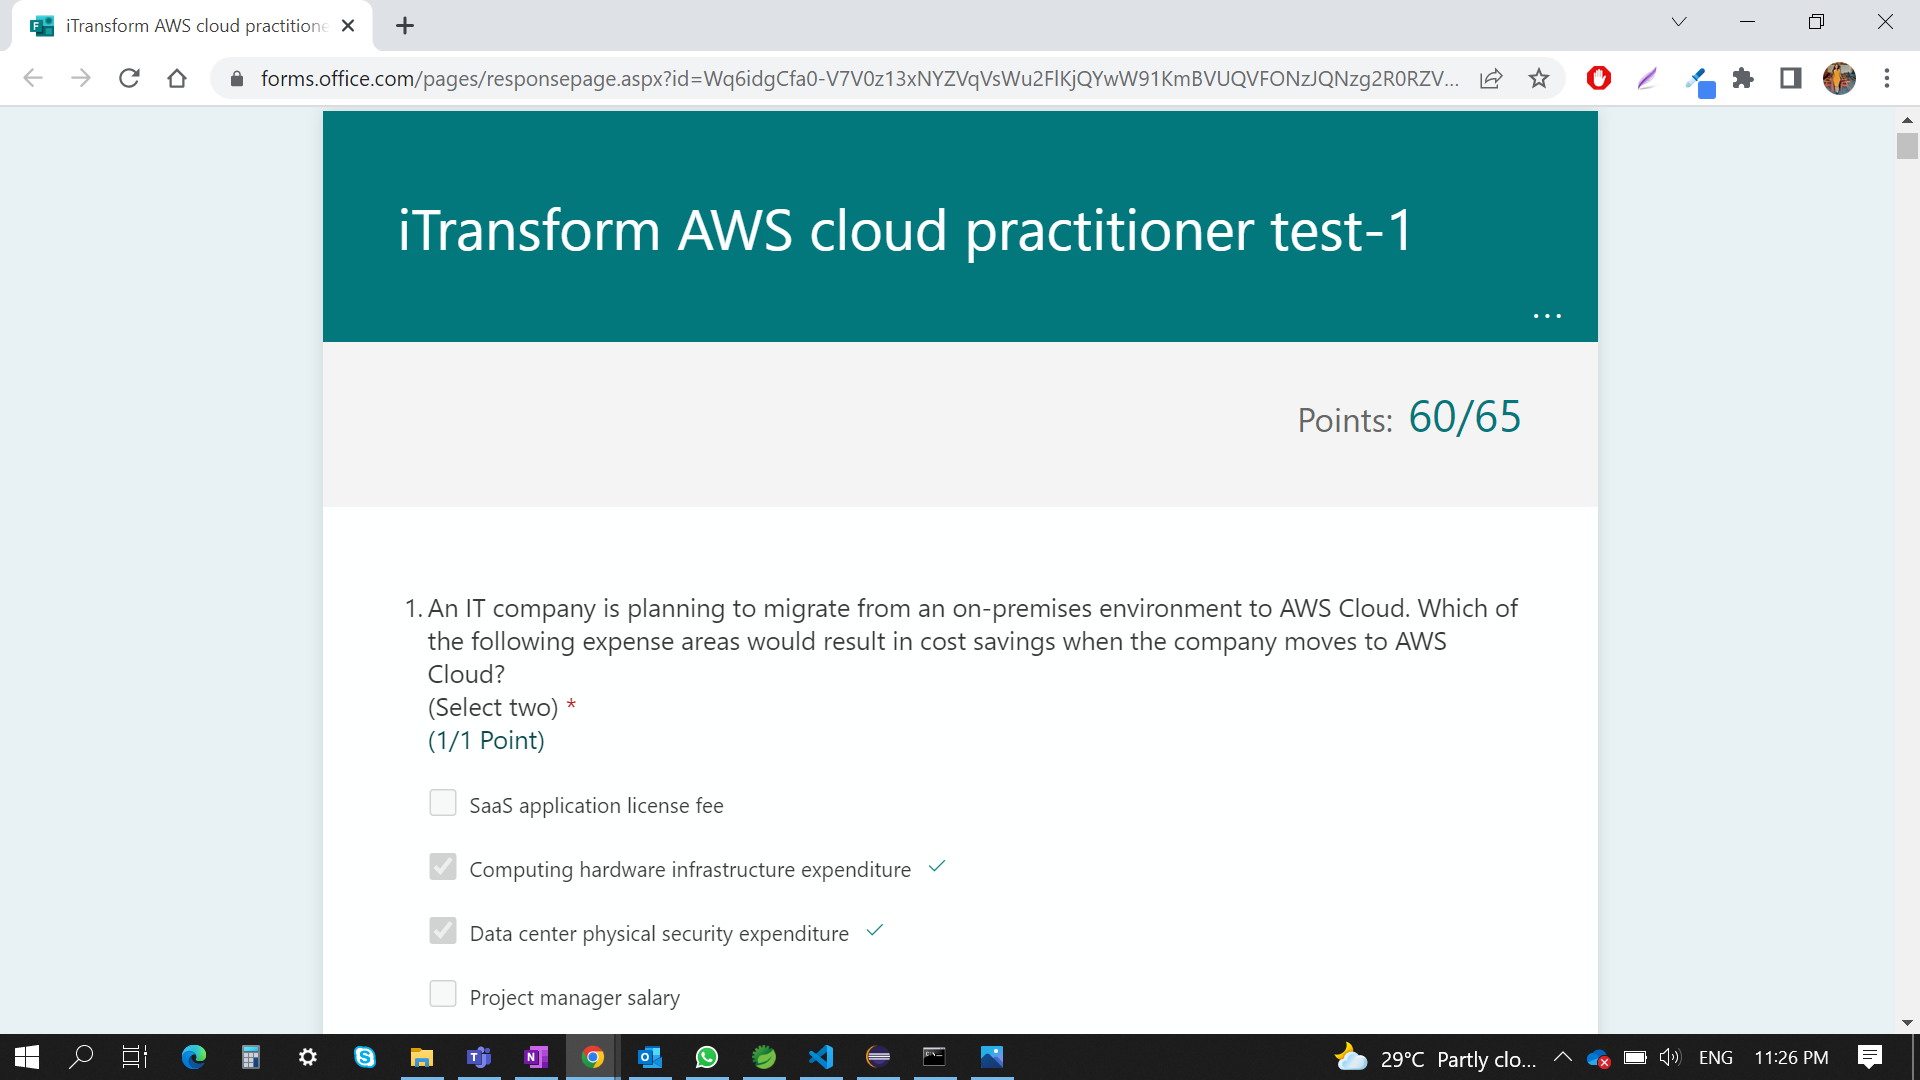 iTransform AWS cloud practitione
forms.office.com/pages/responsepage.aspx?id=Wq6idgCfa0-V7V0z13xNYZVqVsWu2FlKjQYwW91KmBVUQVFONzJQNzg2R0RZV...
iTransform AWS cloud practitioner test-1
...
Points: 60/65
1. An IT company is planning to migrate from an on-premises environment to AWS Cloud. Which of
the following expense areas would result in cost savings when the company moves to AWS
Cloud?
(Select two) *
(1/1 Point)
SaaS application license fee
Computing hardware infrastructure expenditure
Data center physical security expenditure
Project manager salary
29°C Partly clo... ENG 11:26 PM